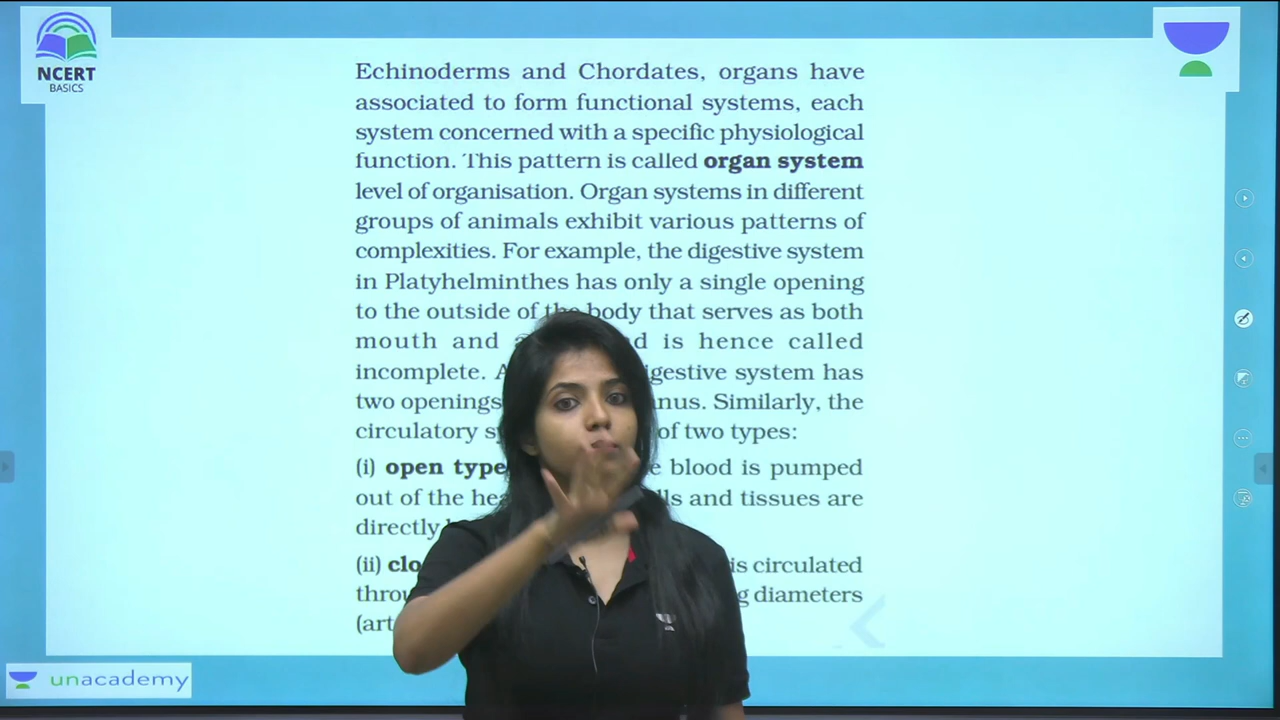 NCERT
BASICS
Echinoderms and Chordates, organs have
associated to form functional systems, each
system concerned with a specific physiological
function. This pattern is called organ system
level of organisation. Organ systems in different
groups of animals exhibit various patterns of
complexities. For example, the digestive system
in Platyhelminthes has only a single opening
to the outside of the body that serves as both
mouth and is hence called
incomplete. digestive system has
two openings anus. Similarly, the
circulatory of two types:
(i) open type blood is pumped
out of the and tissues are
directly
(ii) is circulated
diameters
unacademy